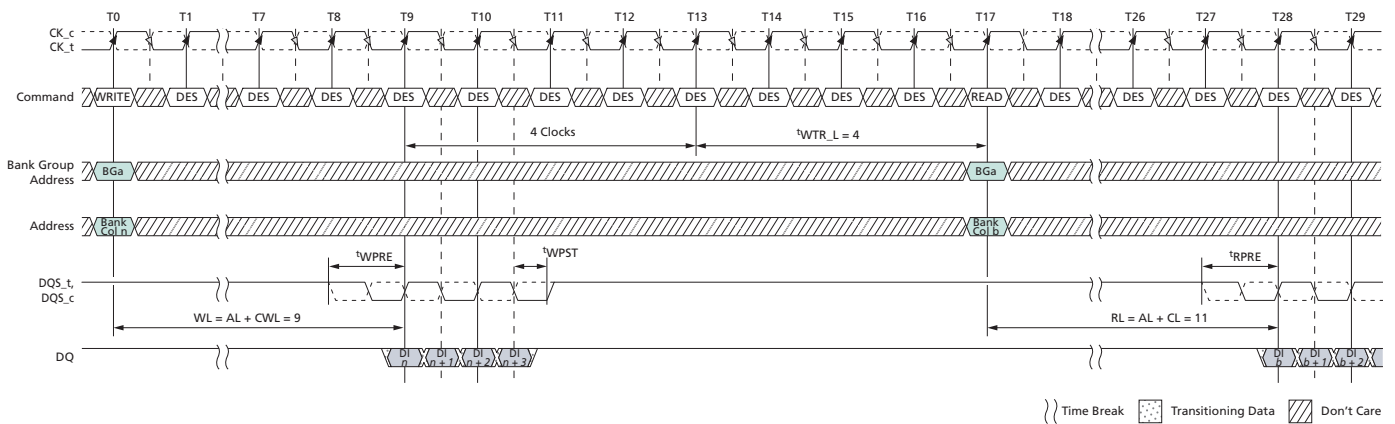 T0 T1 T7 T8 T9 T10 T11 T12 T13 T14 T15 T16 T17 T18 T26 T27 T28 T29
CK_c
CK_t
Command WRITE DES DES DES DES DES DES DES DES DES DES DES READ DES DES DES DES DES
4 Clocks tWTR_L = 4
Bank Group
Address BGa BGa
Address Bank Col n Bank Col b
tWPRE tWPST tRPRE
DQS_t,
DQS_c
WL = AL + CWL = 9 RL = AL + CL = 11
DQ DI n DI n + 1 DI n + 2 DI n + 3 DI b DI b + 1 DI b + 2
Time Break Transitioning Data Don't Care